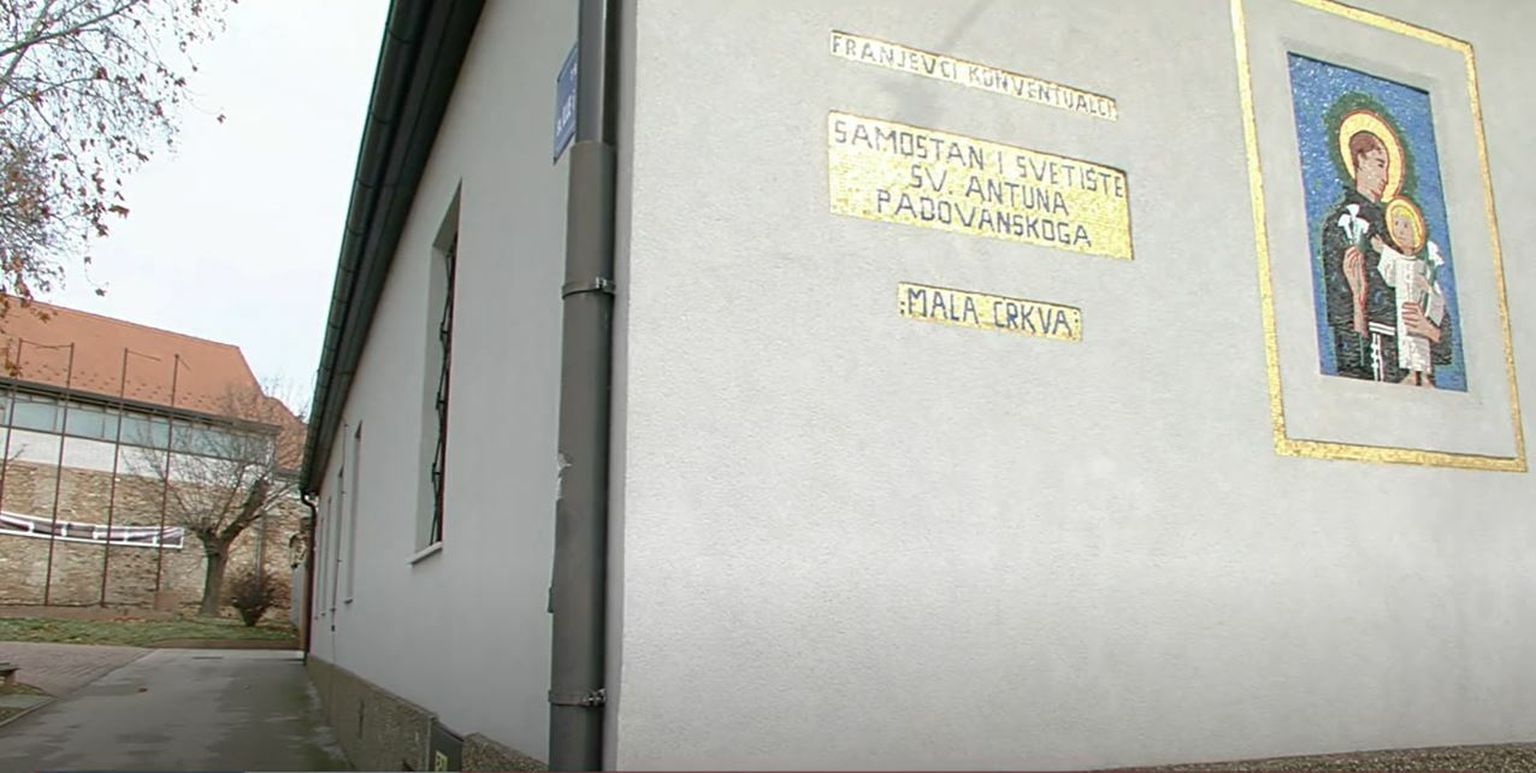 FRANJEVCI KONVENTUALCI
SAMOSTAN I SVETIŠTE
SV. ANTUNA
PADOVANSKOGA
MALA CRKVA